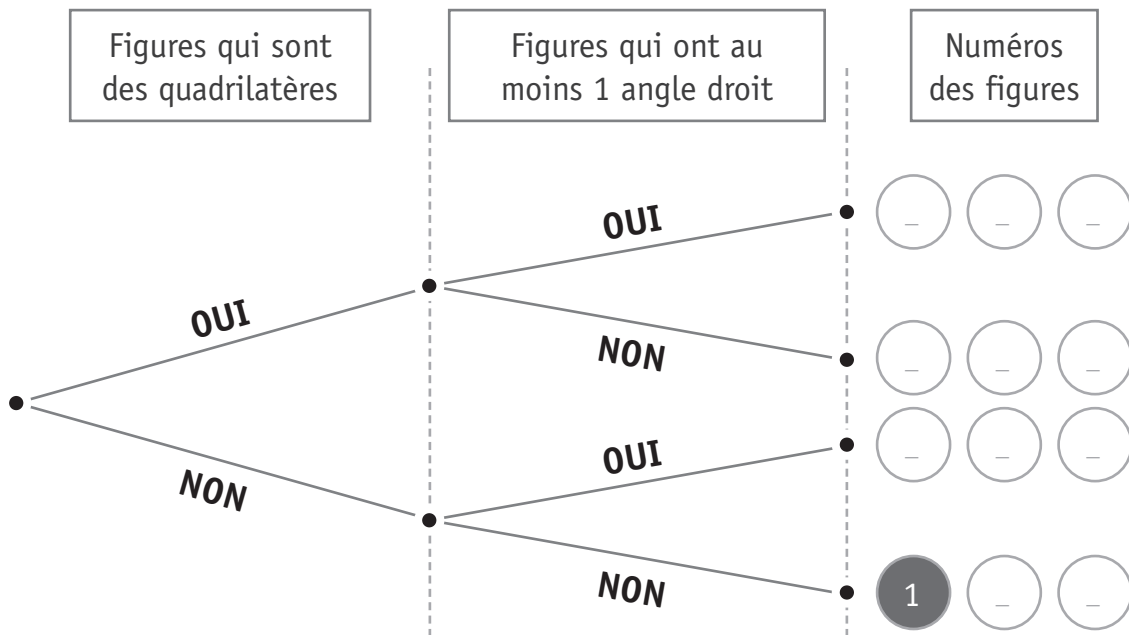 Figures qui sont
des quadrilatères
Figures qui ont au
moins 1 angle droit
Numéros
des figures
OUI
_ _ _
OUI
NON
_ _ _
OUI
_ _ _
NON
NON
1 _ _